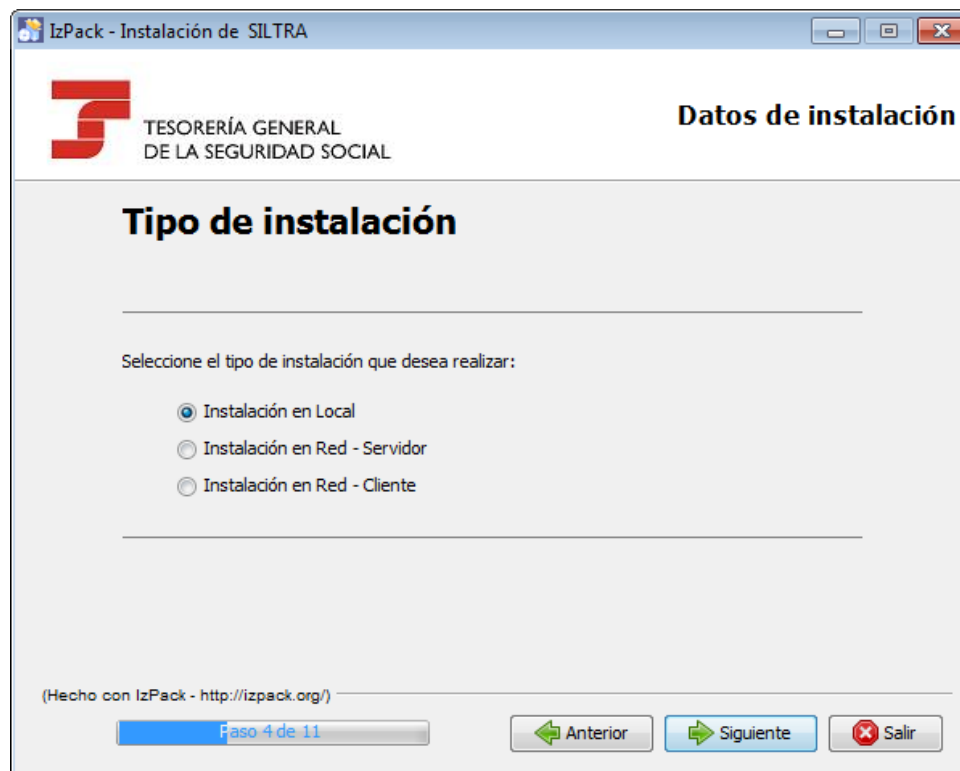 IzPack - Instalación de SILTRA
TESORERÍA GENERAL
DE LA SEGURIDAD SOCIAL
Datos de instalación
Tipo de instalación
Seleccione el tipo de instalación que desea realizar:
Instalación en Local
Instalación en Red - Servidor
Instalación en Red - Cliente
(Hecho con IzPack - http://izpack.org/)
Paso 4 de 11
Anterior
Siguiente
Salir